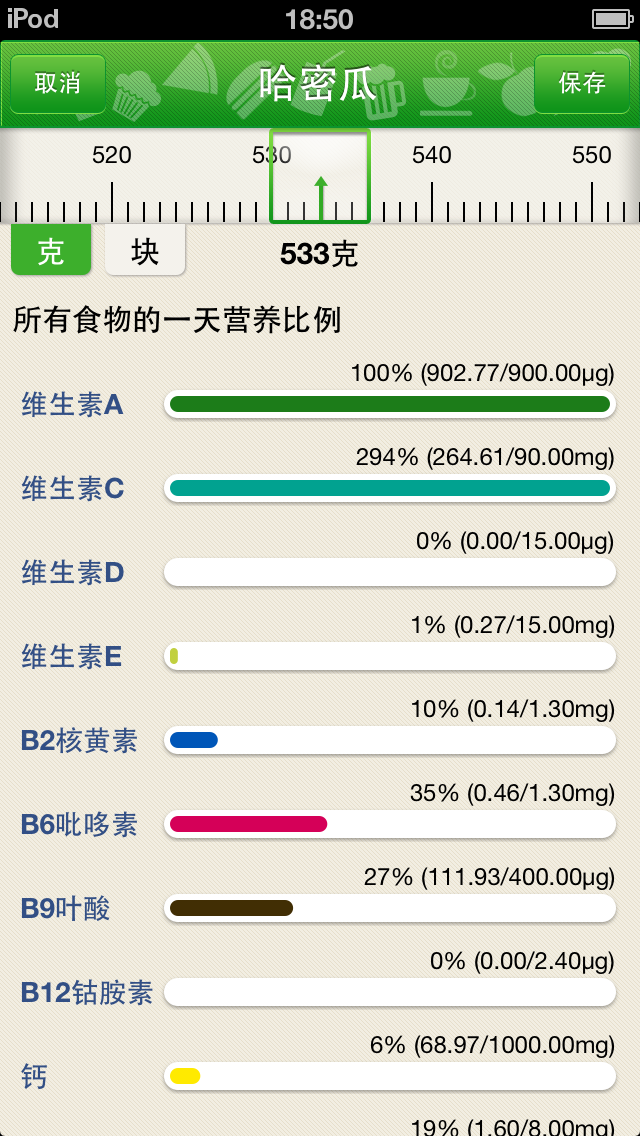 iPod 18:50
取消 哈密瓜 保存
520 530 540 550
克 块 533克
所有食物的一天营养比例
100% (902.77/900.00µg)
维生素A
294% (264.61/90.00mg)
维生素C
0% (0.00/15.00µg)
维生素D
1% (0.27/15.00mg)
维生素E
10% (0.14/1.30mg)
B2核黄素
35% (0.46/1.30mg)
B6吡哆素
27% (111.93/400.00µg)
B9叶酸
0% (0.00/2.40µg)
B12钴胺素
6% (68.97/1000.00mg)
钙
19% (1.60/8.00mg)